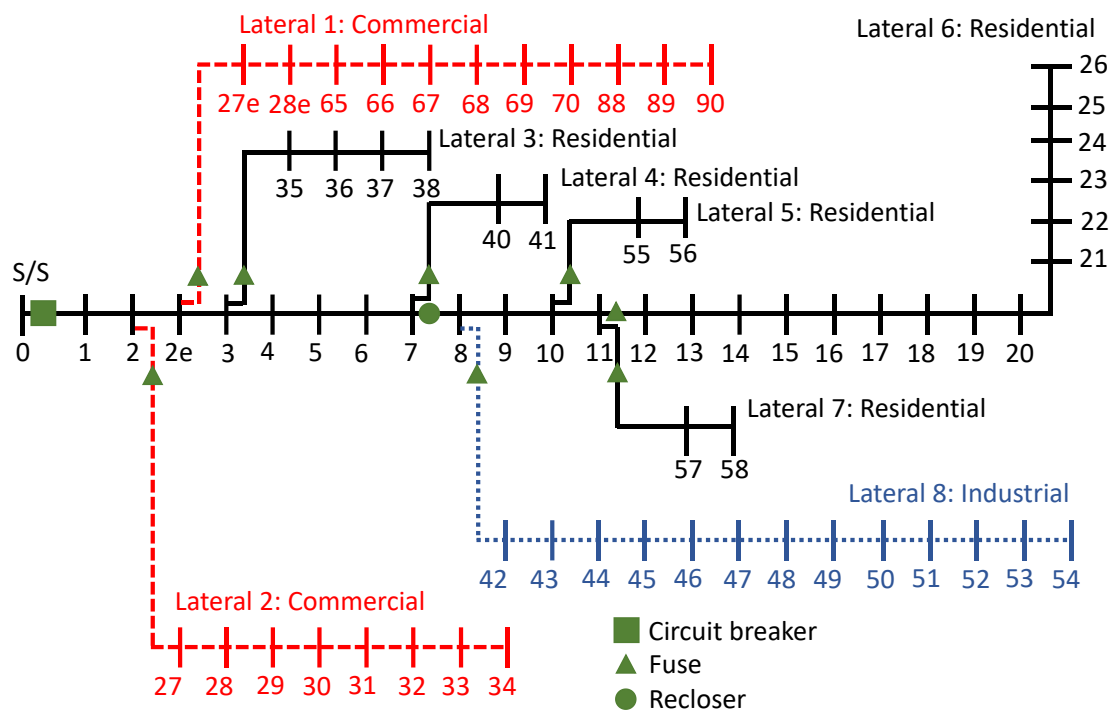 Lateral 1: Commercial
Lateral 6: Residential
26
25
24
23
22
21
27e 28e 65 66 67 68 69 70 88 89 90
Lateral 3: Residential
35 36 37 38
Lateral 4: Residential
40 41
Lateral 5: Residential
55 56
S/S
0 1 2 2e 3 4 5 6 7 8 9 10 11 12 13 14 15 16 17 18 19 20
Lateral 7: Residential
57 58
Lateral 8: Industrial
42 43 44 45 46 47 48 49 50 51 52 53 54
Lateral 2: Commercial
27 28 29 30 31 32 33 34
Circuit breaker
Fuse
Recloser